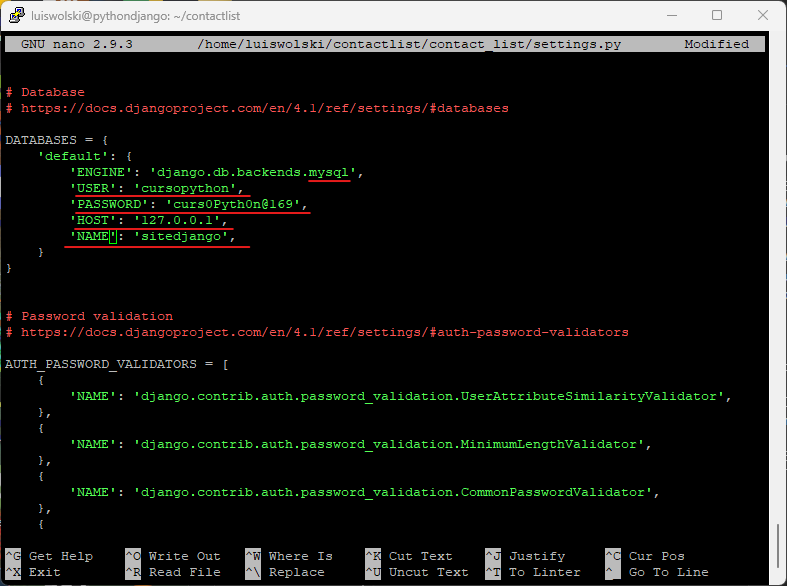 luiswolski@pythondjango: ~/contactlist
GNU nano 2.9.3 /home/luiswolski/contactlist/contact_list/settings.py Modified
# Database
# https://docs.djangoproject.com/en/4.1/ref/settings/#databases
DATABASES = {
'default': {
'ENGINE': 'django.db.backends.mysql',
'USER': 'cursopython',
'PASSWORD': 'curs0Pyth0n@169',
'HOST': '127.0.0.1',
'NAME': 'sitedjango',
}
}
# Password validation
# https://docs.djangoproject.com/en/4.1/ref/settings/#auth-password-validators
AUTH_PASSWORD_VALIDATORS = [
{
'NAME': 'django.contrib.auth.password_validation.UserAttributeSimilarityValidator',
},
{
'NAME': 'django.contrib.auth.password_validation.MinimumLengthValidator',
},
{
'NAME': 'django.contrib.auth.password_validation.CommonPasswordValidator',
},
{
^G Get Help ^O Write Out ^W Where Is ^K Cut Text ^J Justify ^C Cur Pos
^X Exit ^R Read File ^\ Replace ^U Uncut Text ^T To Linter ^_ Go To Line